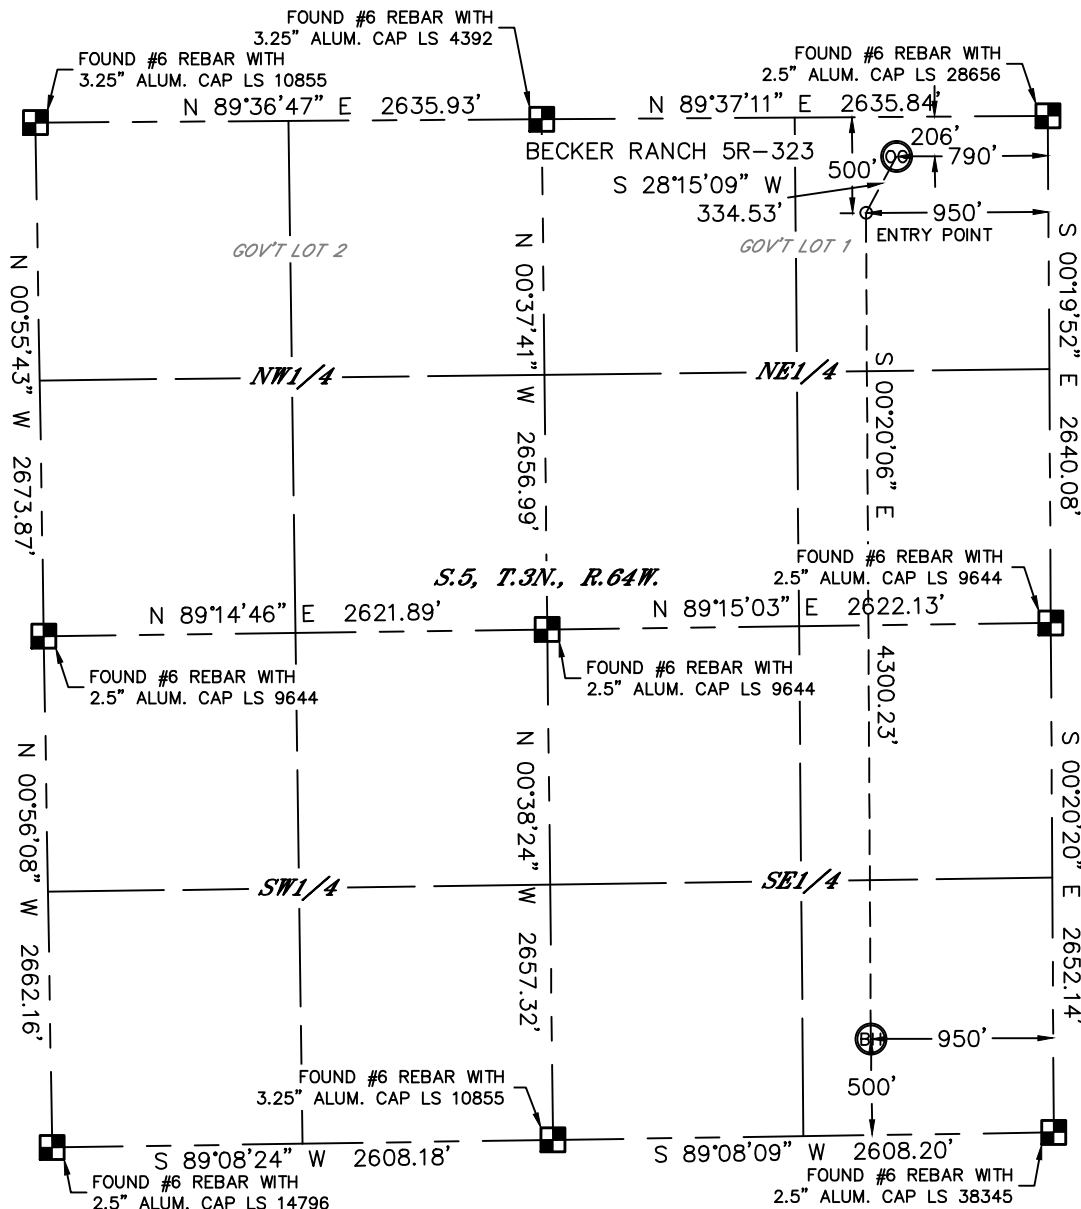 FOUND #6 REBAR WITH
3.25" ALUM. CAP LS 4392
FOUND #6 REBAR WITH
3.25" ALUM. CAP LS 10855
FOUND #6 REBAR WITH
2.5" ALUM. CAP LS 28656
N 89°36'47" E 2635.93'
N 89°37'11" E 2635.84'
206'
BECKER RANCH 5R-323
500'
OG
790'
S 28°15'09" W
334.53'
950'
ENTRY POINT
GOV'T LOT 2
GOV'T LOT 1
N 00°55'43" W 2673.87'
N 00°37'41" W 2656.99'
S 00°20'06" E 4300.23'
S 00°19'52" E 2640.08'
NW1/4
NE1/4
S.5, T.3N., R.64W.
FOUND #6 REBAR WITH
2.5" ALUM. CAP LS 9644
N 89°14'46" E 2621.89'
N 89°15'03" E 2622.13'
FOUND #6 REBAR WITH
2.5" ALUM. CAP LS 9644
FOUND #6 REBAR WITH
2.5" ALUM. CAP LS 9644
N 00°56'08" W 2662.16'
N 00°38'24" W 2657.32'
S 00°20'20" E 2652.14'
SW1/4
SE1/4
BH
950'
500'
FOUND #6 REBAR WITH
3.25" ALUM. CAP LS 10855
S 89°08'24" W 2608.18'
S 89°08'09" W 2608.20'
FOUND #6 REBAR WITH
2.5" ALUM. CAP LS 14796
FOUND #6 REBAR WITH
2.5" ALUM. CAP LS 38345